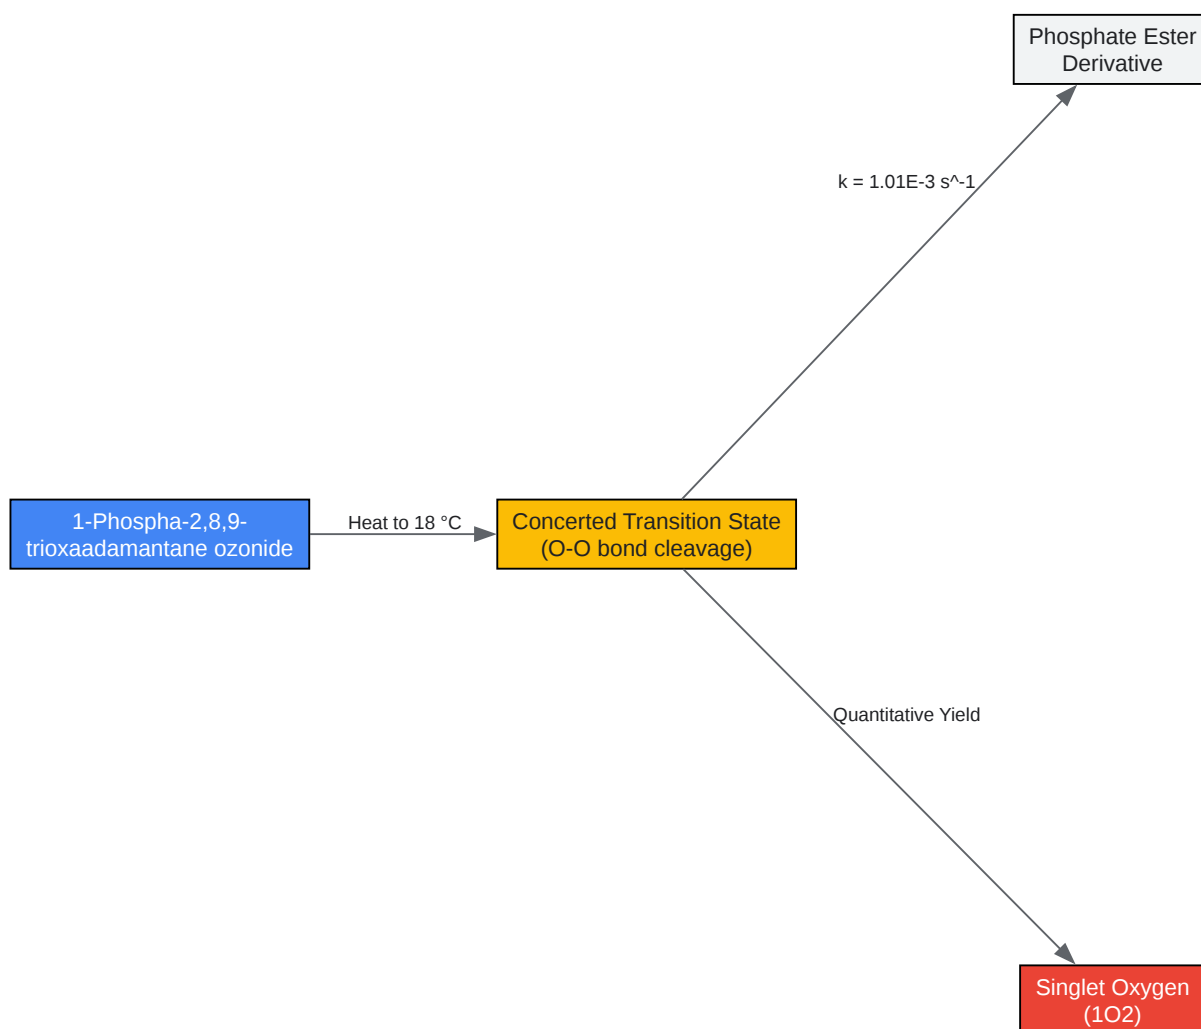 Phosphate Ester
Derivative
k = 1.01E-3 s^-1
1-Phospha-2,8,9-
trioxaadamantane ozonide
Heat to 18 °C
Concerted Transition State
(O-O bond cleavage)
Quantitative Yield
Singlet Oxygen
(1O2)